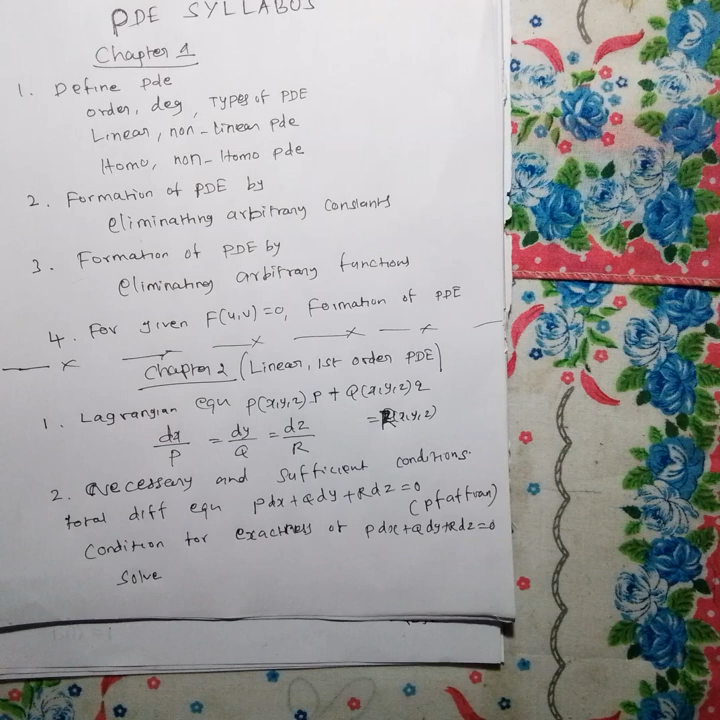 PDE SYLLABUS
Chapter 1
1. Define pde
order, deg, Types of PDE
Linear, non-linear pde
Homo, non-Homo pde
2. Formation of PDE by
eliminating arbitrary constants
3. Formation of PDE by
eliminating arbitrary functions
4. For given F(u,v)=0, Formation of PDE
Chapter 2 (Linear, 1st order PDE)
1. Lagrangian equ P(x,y,z)p + Q(x,y,z)q
=R(x,y,z)
dx/P = dy/Q = dz/R
2. Necessary and sufficient conditions.
total diff equ Pdx+Qdy+Rdz=0
(pfaffian)
Condition for exactness of Pdx+Qdy+Rdz=0
Solve